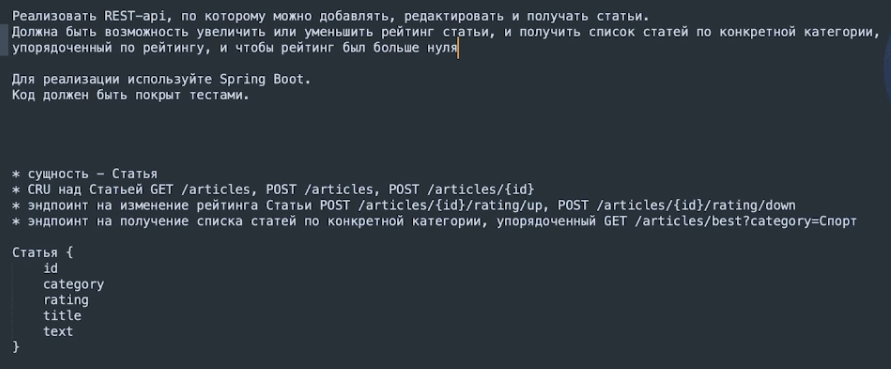 Реализовать REST-api, по которому можно добавлять, редактировать и получать статьи.
Должна быть возможность увеличить или уменьшить рейтинг статьи, и получить список статей по конкретной категории,
упорядоченный по рейтингу, и чтобы рейтинг был больше нуля
Для реализации используйте Spring Boot.
Код должен быть покрыт тестами.
* сущность – Статья
* CRU над Статьей GET /articles, POST /articles, POST /articles/{id}
* эндпоинт на изменение рейтинга Статьи POST /articles/{id}/rating/up, POST /articles/{id}/rating/down
* эндпоинт на получение списка статей по конкретной категории, упорядоченный GET /articles/best?category=Спорт
Статья {
id
category
rating
title
text
}